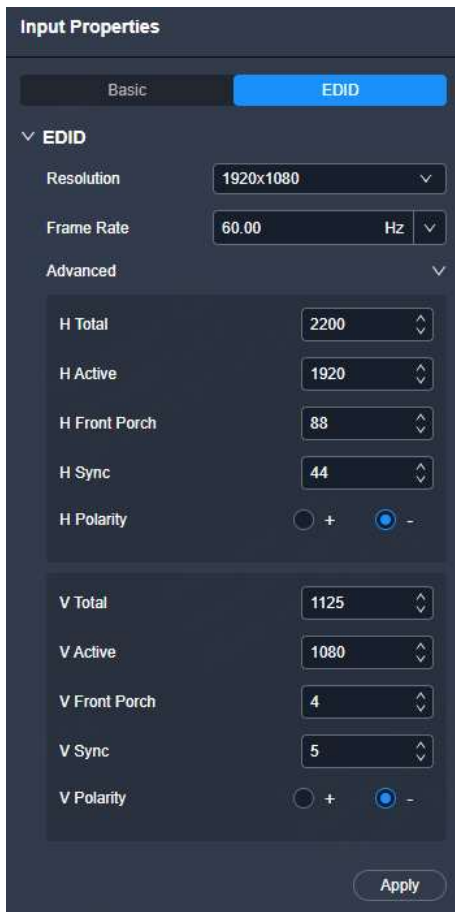 Input Properties
Basic EDID
EDID
Resolution 1920x1080
Frame Rate 60.00 Hz
Advanced
H Total 2200
H Active 1920
H Front Porch 88
H Sync 44
H Polarity + -
V Total 1125
V Active 1080
V Front Porch 4
V Sync 5
V Polarity + -
Apply